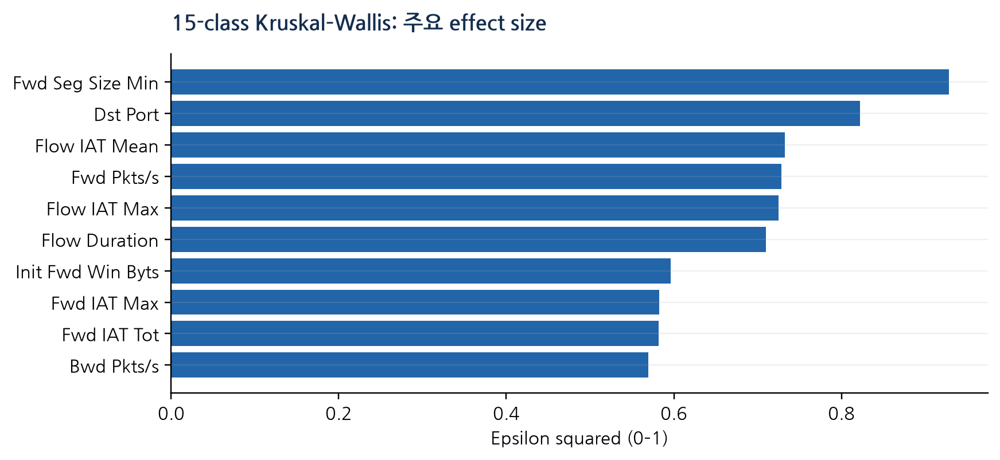 15-class Kruskal-Wallis: 주요 effect size
Fwd Seg Size Min
Dst Port
Flow IAT Mean
Fwd Pkts/s
Flow IAT Max
Flow Duration
Init Fwd Win Byts
Fwd IAT Max
Fwd IAT Tot
Bwd Pkts/s
0.0 0.2 0.4 0.6 0.8
Epsilon squared (0-1)